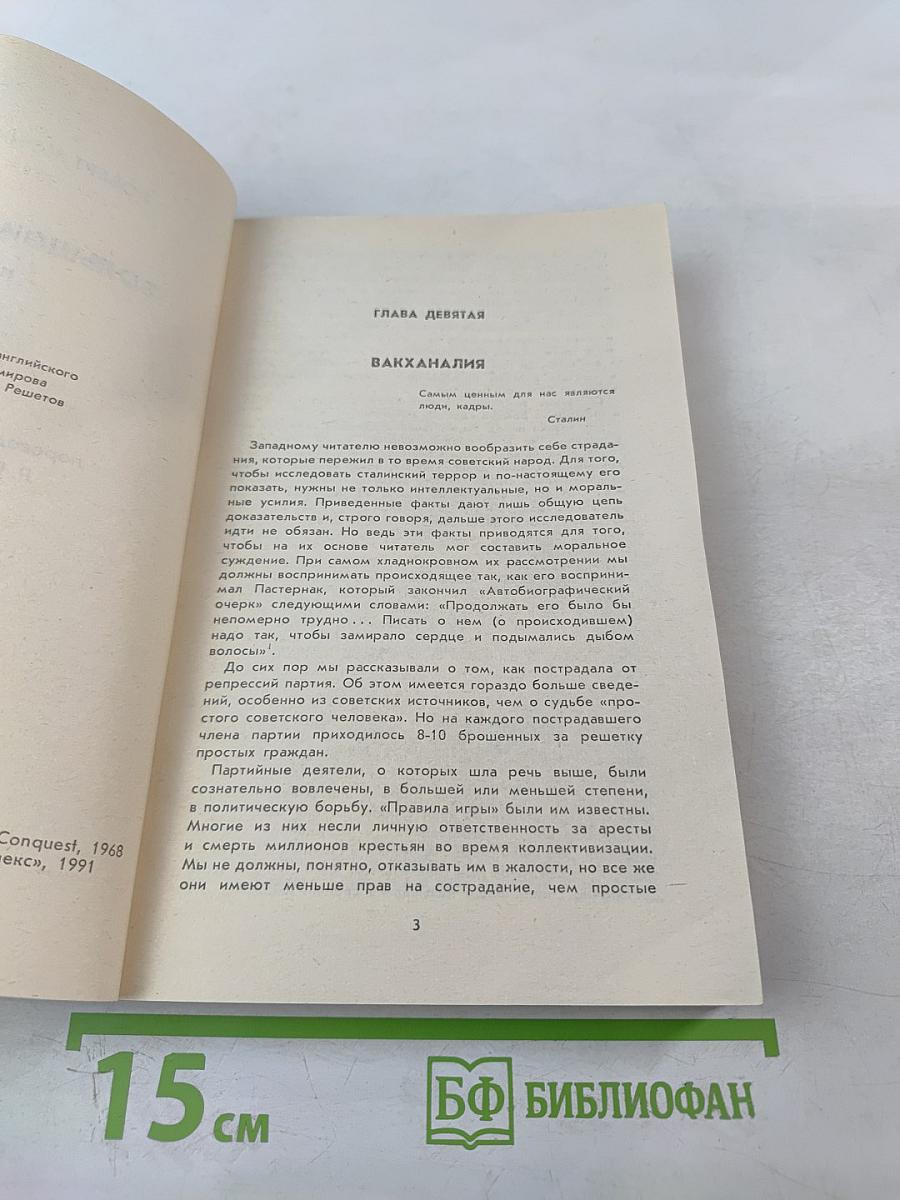 английского
Решетов
Conquest, 1968
1991
ГЛАВА ДЕВЯТАЯ
ВАКХАНАЛИЯ
Самым ценным для нас являются
люди, кадры.
Сталин
Западному читателю невозможно вообразить себе страда-
ния, которые пережил в то время советский народ. Для того,
чтобы исследовать сталинский террор и по-настоящему его
показать, нужны не только интеллектуальные, но и мораль-
ные усилия. Приведенные факты дают лишь общую цепь
доказательств и, строго говоря, дальше этого исследователь
идти не обязан. Но ведь эти факты приводятся для того,
чтобы на их основе читатель мог составить моральное
суждение. При самом хладнокровном их рассмотрении мы
должны воспринимать происходящее так, как его восприни-
мал Пастернак, который закончил «Автобиографический
очерк» следующими словами: «Продолжать его было бы
непомерно трудно... Писать о нем (о происходившем)
надо так, чтобы замирало сердце и подымались дыбом
волосы»¹.
До сих пор мы рассказывали о том, как пострадала от
репрессий партия. Об этом имеется гораздо больше сведе-
ний, особенно из советских источников, чем о судьбе «про-
стого советского человека». Но на каждого пострадавшего
члена партии приходилось 8-10 брошенных за решетку
простых граждан.
Партийные деятели, о которых шла речь выше, были
сознательно вовлечены, в большей или меньшей степени,
в политическую борьбу. «Правила игры» были им известны.
Многие из них несли личную ответственность за аресты
и смерть миллионов крестьян во время коллективизации.
Мы не должны, понятно, отказывать им в жалости, но все же
они имеют меньше прав на сострадание, чем простые
3
15 см
БФ БИБЛИОФАН